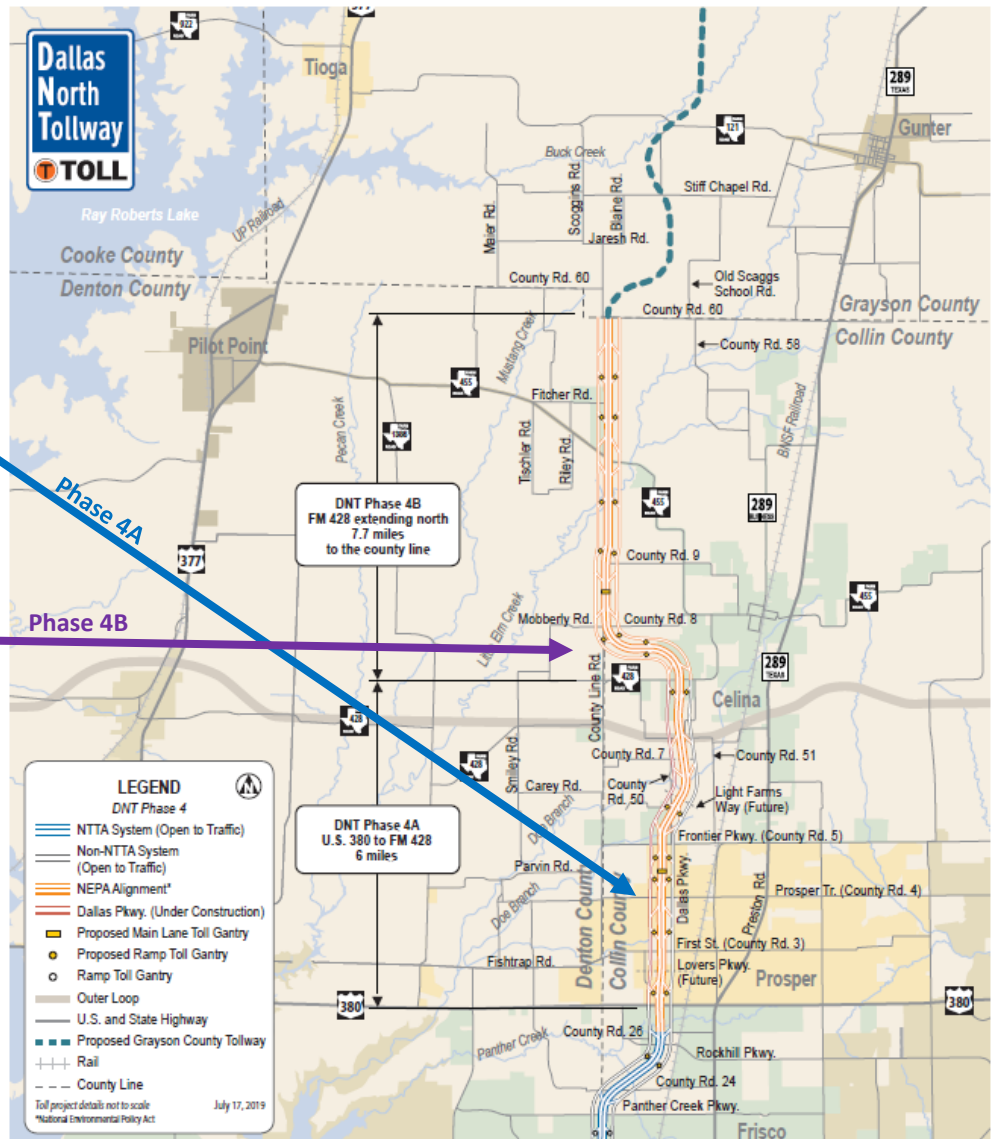 Dallas
North
Tollway
TOLL
377
922
Tioga
289
TEXAS
Gunter
121
Buck Creek
Scoggins Rd.
Blaine Rd.
Stiff Chapel Rd.
Maier Rd.
Jaresh Rd.
Ray Roberts Lake
UP Railroad
Cooke County
Denton County
County Rd. 60
Old Scaggs
School Rd.
Grayson County
County Rd. 60
Collin County
Pilot Point
Mustang Creek
County Rd. 58
455
Fitcher Rd.
BNSF Railroad
Pecan Creek
Tischler Rd.
Riley Rd.
Phase 4A
DNT Phase 4B
FM 428 extending north
7.7 miles
to the county line
455
289
377
County Rd. 9
455
Phase 4B
Mobberly Rd.
County Rd. 8
289
TEXAS
428
County Line Rd.
Celina
428
County Rd. 7
County Rd. 51
428
Smiley Rd.
Carey Rd.
County
Rd. 50
Light Farms
Way (Future)
DNT Phase 4A
U.S. 380 to FM 428
6 miles
Doe Branch
Frontier Pkwy. (County Rd. 5)
Parvin Rd.
Dallas Pkwy.
Preston Rd.
Prosper Tr. (County Rd. 4)
Doe Branch
Denton County
Collin County
First St. (County Rd. 3)
Fishtrap Rd.
Lovers Pkwy.
(Future)
Prosper
380
380
County Rd. 26
Panther Creek
Rockhill Pkwy.
County Rd. 24
Panther Creek Pkwy.
Frisco
LEGEND
DNT Phase 4
NTTA System (Open to Traffic)
Non-NTTA System
(Open to Traffic)
NEPA Alignment*
Dallas Pkwy. (Under Construction)
Proposed Main Lane Toll Gantry
Proposed Ramp Toll Gantry
Ramp Toll Gantry
Outer Loop
U.S. and State Highway
Proposed Grayson County Tollway
Rail
County Line
Toll project details not to scale
July 17, 2019
*National Environmental Policy Act